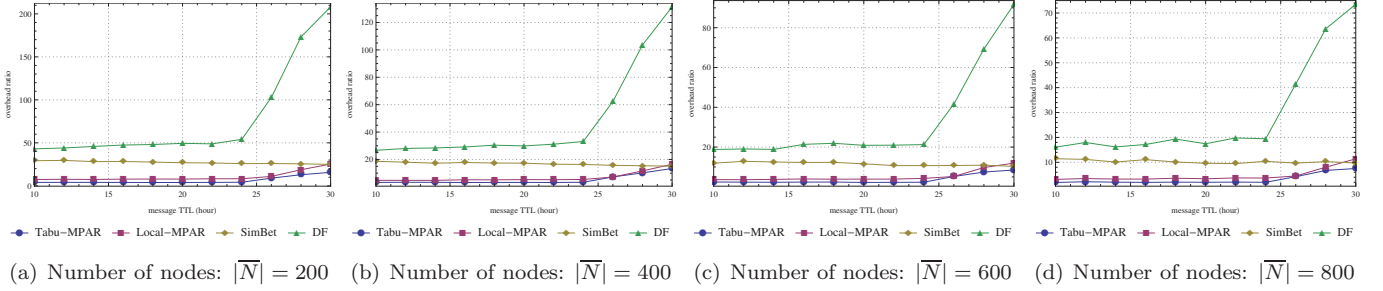 overhead ratio
200
150
100
50
0
10
15
20
25
30
message TTL (hour)
Tabu−MPAR Local−MPAR SimBet DF
(a) Number of nodes: |N̅| = 200
overhead ratio
120
100
80
60
40
20
10
15
20
25
30
message TTL (hour)
Tabu−MPAR Local−MPAR SimBet DF
(b) Number of nodes: |N̅| = 400
overhead ratio
80
60
40
20
10
15
20
25
30
message TTL (hour)
Tabu−MPAR Local−MPAR SimBet DF
(c) Number of nodes: |N̅| = 600
overhead ratio
70
60
50
40
30
20
10
10
15
20
25
30
message TTL (hour)
Tabu−MPAR Local−MPAR SimBet DF
(d) Number of nodes: |N̅| = 800